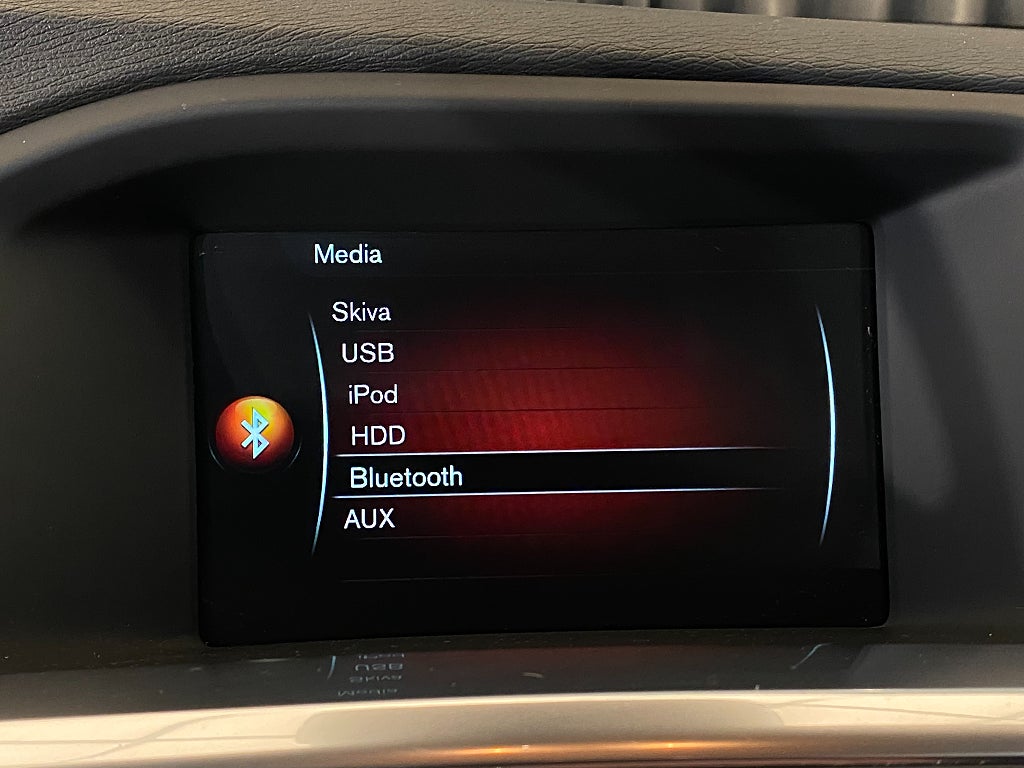 Media
Skiva
USB
iPod
HDD
Bluetooth
AUX